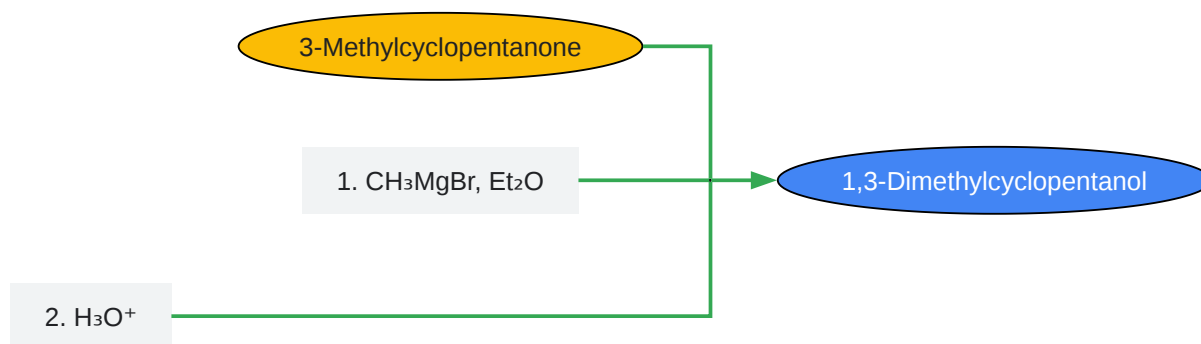 3-Methylcyclopentanone
1. CH₃MgBr, Et₂O
1,3-Dimethylcyclopentanol
2. H₃O⁺